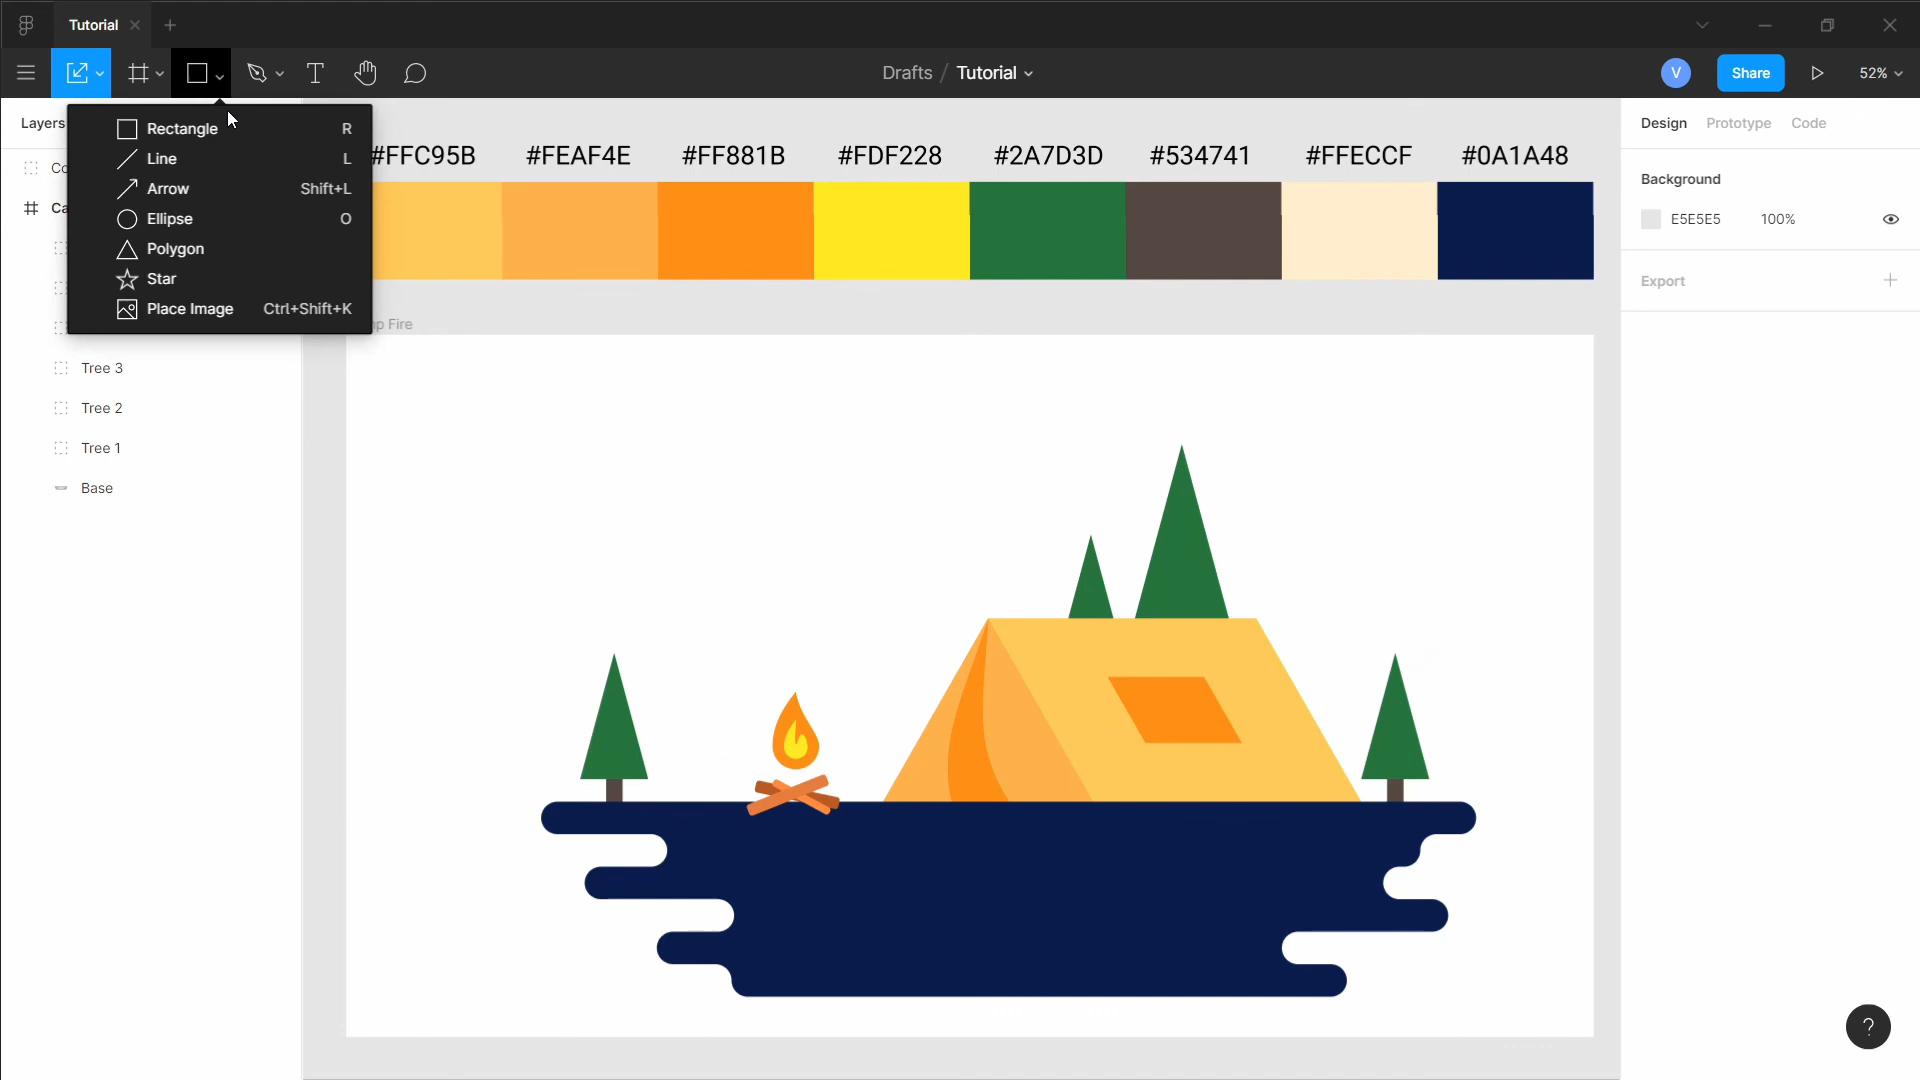 Tutorial
Drafts / Tutorial
V
Share
52%
Layers
Rectangle R
Line L
Arrow Shift+L
Ellipse O
Polygon
Star
Place Image Ctrl+Shift+K
Co
Ca
Tree 3
Tree 2
Tree 1
Base
#FFC95B #FEAF4E #FF881B #FDF228 #2A7D3D #534741 #FFECCF #0A1A48
p Fire
Design Prototype Code
Background
E5E5E5 100%
Export
?